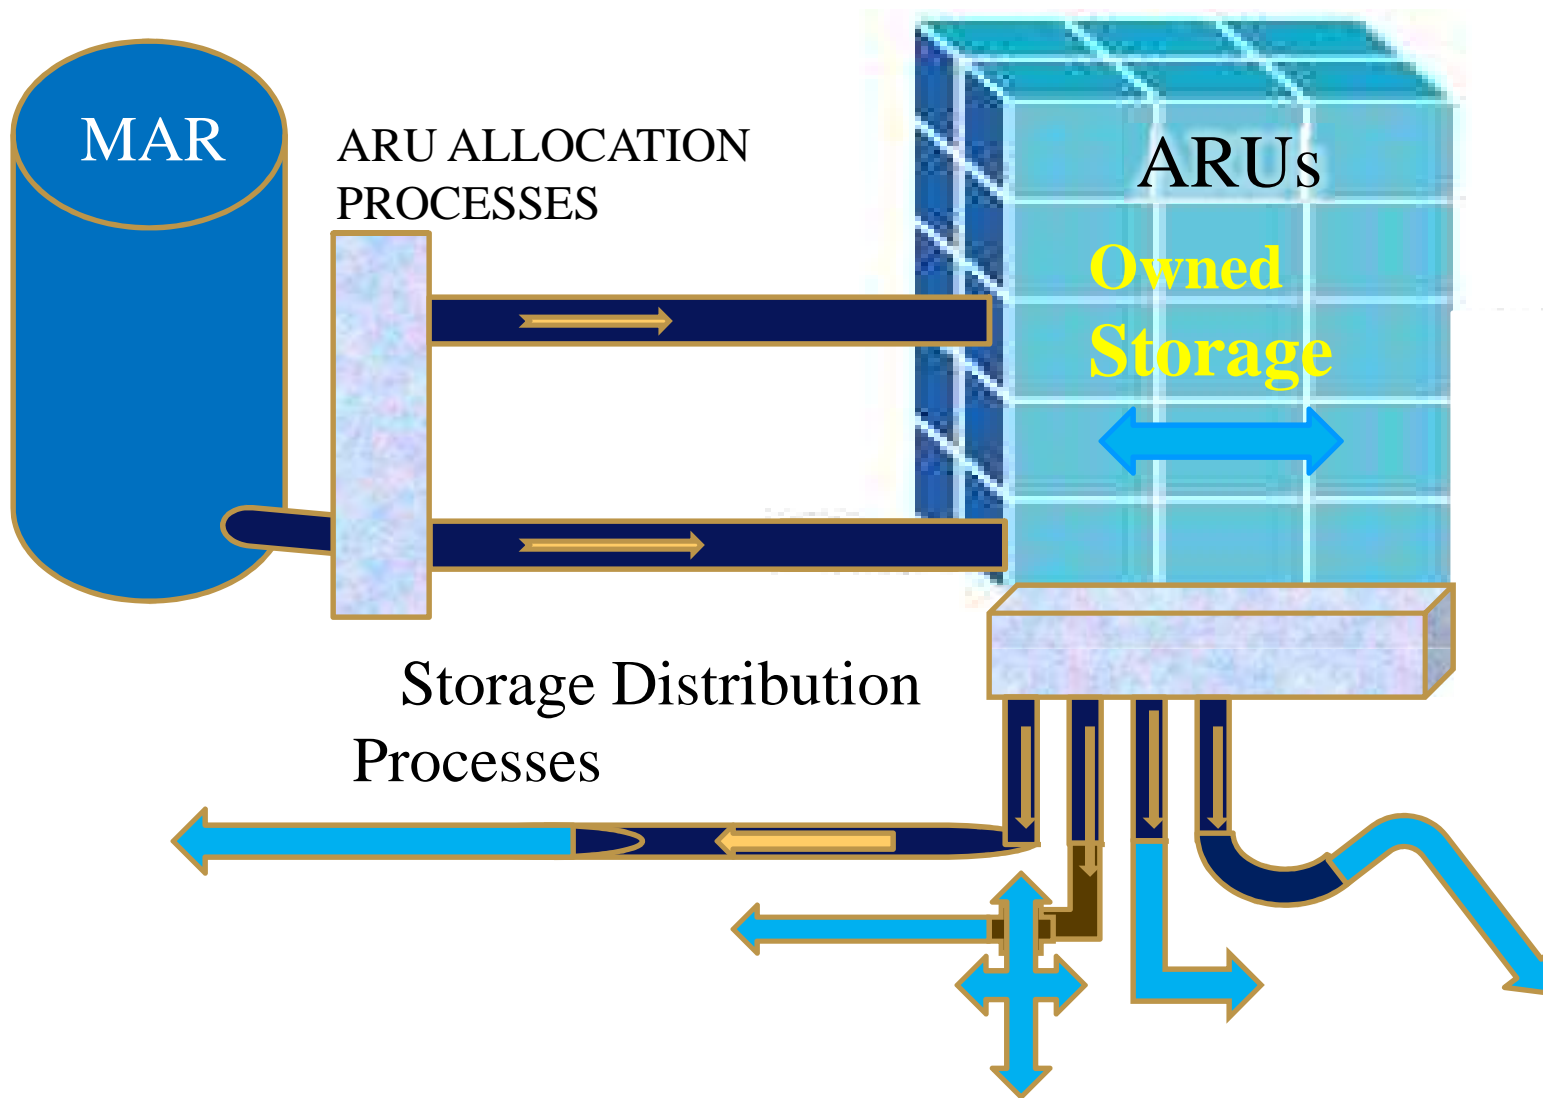 MAR
ARU ALLOCATION
PROCESSES
ARUs
Owned
Storage
Storage Distribution
Processes